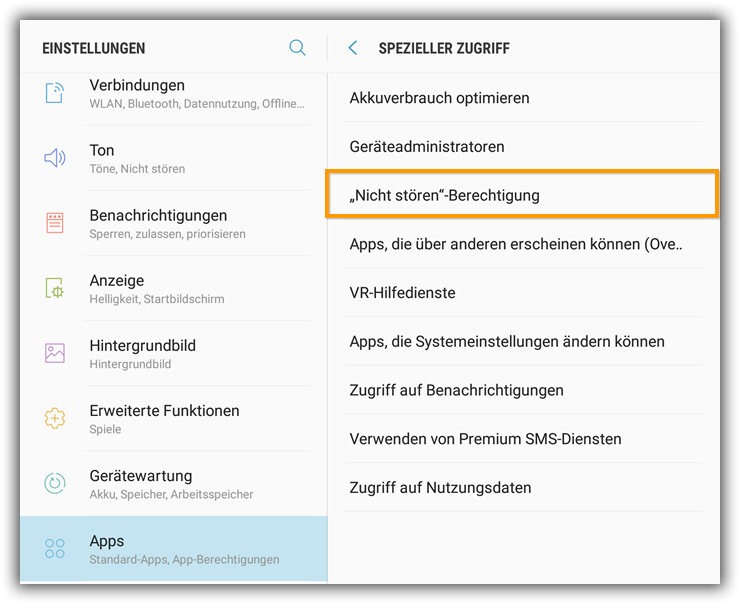 EINSTELLUNGEN
Verbindungen
WLAN, Bluetooth, Datennutzung, Offline...
Ton
Töne, Nicht stören
Benachrichtigungen
Sperren, zulassen, priorisieren
Anzeige
Helligkeit, Startbildschirm
Hintergrundbild
Hintergrundbild
Erweiterte Funktionen
Spiele
Gerätewartung
Akku, Speicher, Arbeitsspeicher
Apps
Standard-Apps, App-Berechtigungen
SPEZIELLER ZUGRIFF
Akkuverbrauch optimieren
Geräteadministratoren
„Nicht stören“-Berechtigung
Apps, die über anderen erscheinen können (Ove..
VR-Hilfedienste
Apps, die Systemeinstellungen ändern können
Zugriff auf Benachrichtigungen
Verwenden von Premium SMS-Diensten
Zugriff auf Nutzungsdaten